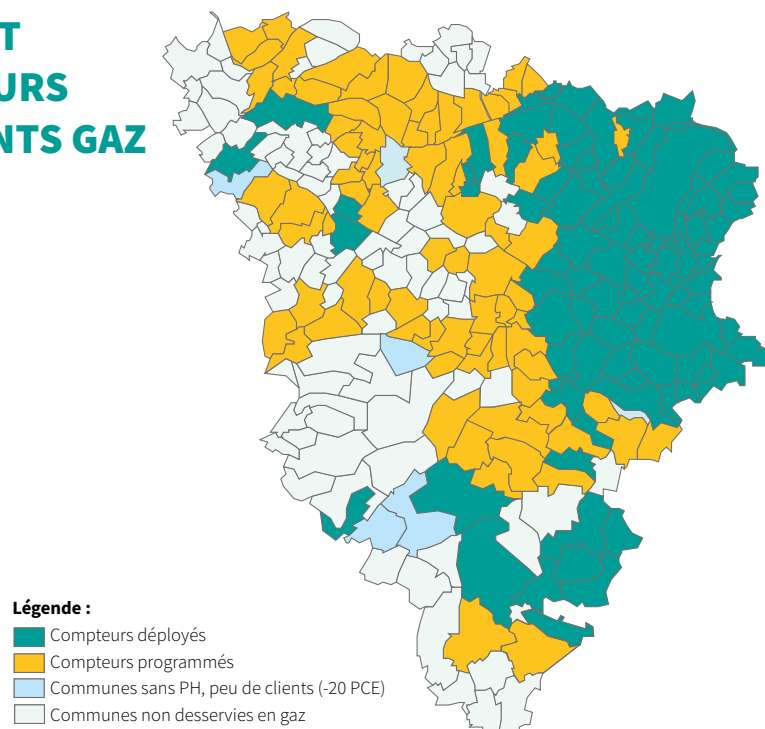 T
URS
NTS GAZ
Légende :
Compteurs déployés
Compteurs programmés
Communes sans PH, peu de clients (-20 PCE)
Communes non desservies en gaz